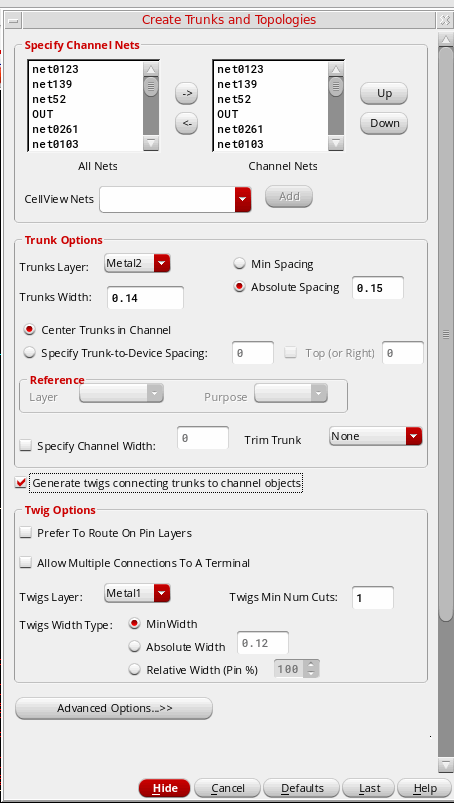 Create Trunks and Topologies
Specify Channel Nets
net0123 net0123
net139 net139
net52 net52
OUT OUT
net0261 net0261
net0103 net0103
-> Up
<- Down
All Nets Channel Nets
CellView Nets Add
Trunk Options
Trunks Layer: Metal2 Min Spacing
Absolute Spacing 0.15
Trunks Width: 0.14
Center Trunks in Channel
Specify Trunk-to-Device Spacing: 0 Top (or Right) 0
Reference
Layer Purpose
Specify Channel Width: 0 Trim Trunk None
Generate twigs connecting trunks to channel objects
Twig Options
Prefer To Route On Pin Layers
Allow Multiple Connections To A Terminal
Twigs Layer: Metal1 Twigs Min Num Cuts: 1
Twigs Width Type: MinWidth
Absolute Width 0.12
Relative Width (Pin %) 100
Advanced Options...>>
Hide Cancel Defaults Last Help